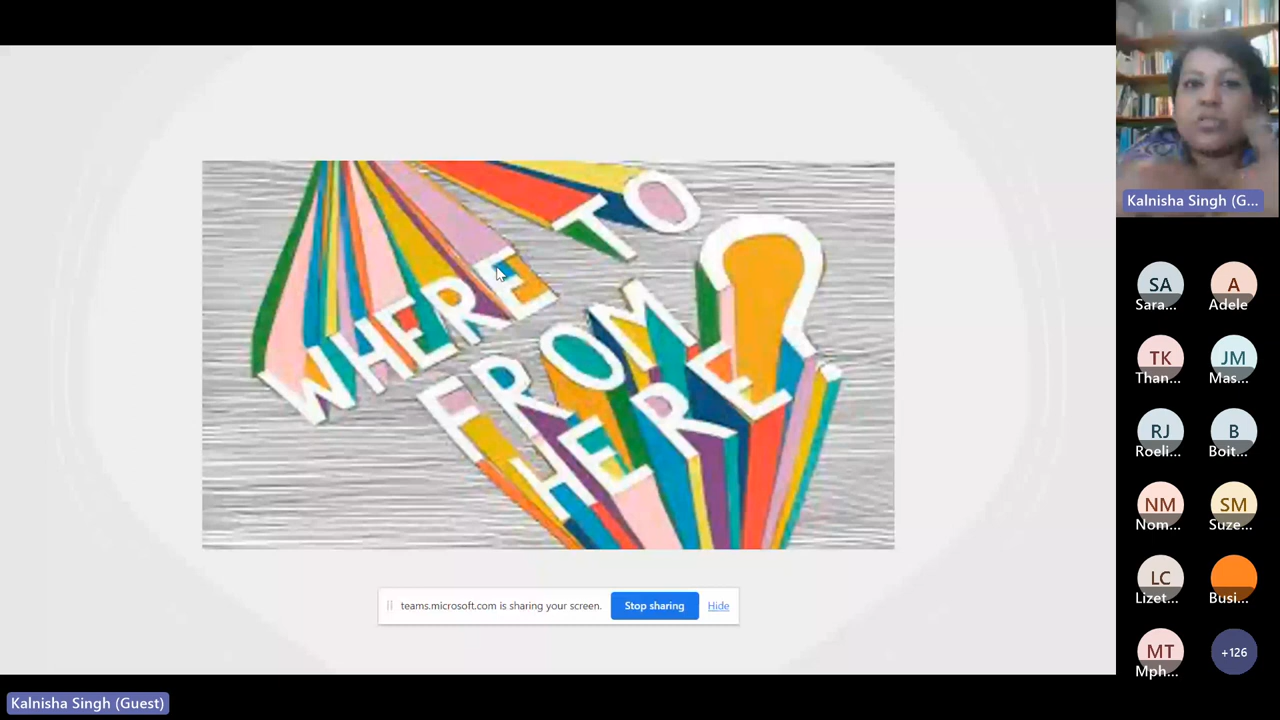 WHERE TO
FROM
HERE?
teams.microsoft.com is sharing your screen.
Stop sharing
Hide
Kalnisha Singh (G...
SA
Sara...
A
Adele
TK
Than...
JM
Mas...
RJ
Roeli...
B
Boit...
NM
Nom...
SM
Suze...
LC
Lizet...
Busi...
MT
Mph...
+126
Kalnisha Singh (Guest)